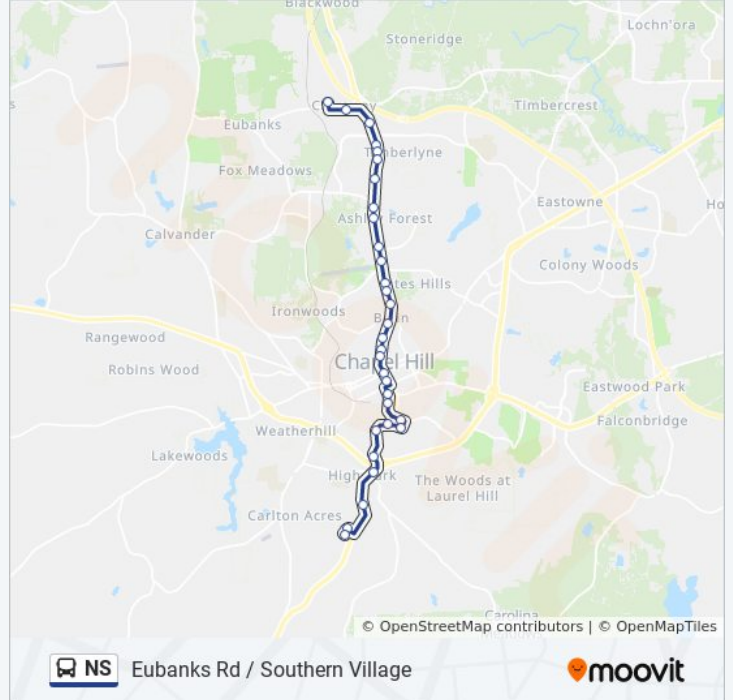 Blackwood
Stoneridge
Lochn'ora
Timbercrest
Eubanks
Timberlyne
Fox Meadows
Eastowne
Ho
Ashley Forest
Calvander
Colony Woods
tes Hills
Ironwoods
Rangewood
Chapel Hill
Robins Wood
Eastwood Park
Falconbridge
Weatherhill
Lakewoods
The Woods at
Laurel Hill
Carlton Acres
Carolina
© OpenStreetMap contributors | © OpenMapTiles
NS Eubanks Rd / Southern Village
moovit